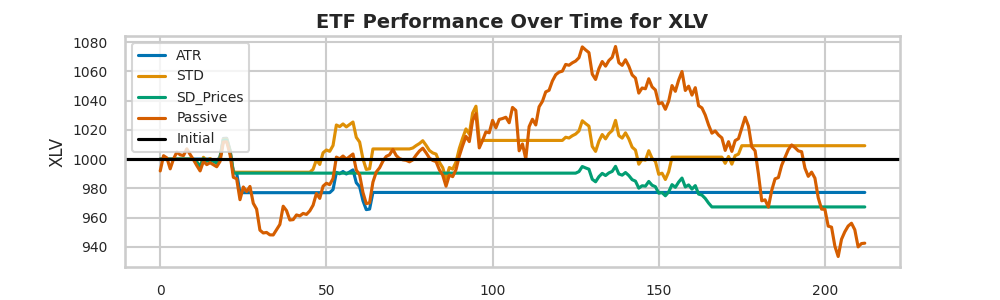 ETF Performance Over Time for XLV
XLV
1080
1060
1040
1020
1000
980
960
940
ATR
STD
SD_Prices
Passive
Initial
0 50 100 150 200